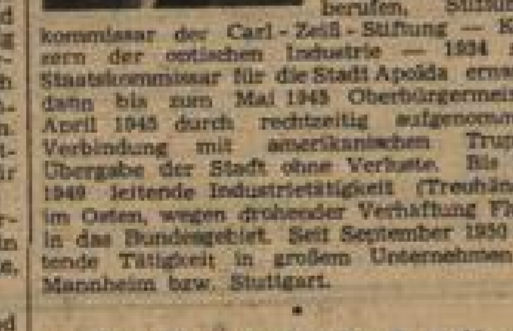 berufen.
kommissar der Carl-Zeiß-Stiftung — K
zern der optischen Industrie — 1934
Staatskommissar für die Stadt Apolda ern
dann bis zum Mai 1945 Oberbürgermei
April 1945 durch rechtzeitig aufgenomm
Verbindung mit amerikanischen Trup
Übergabe der Stadt ohne Verluste. Bis
1949 leitende Industrietätigkeit (Treuhän
im Osten, wegen drohender Verhaftung Fl
in das Bundesgebiet. Seit September 1950
tende Tätigkeit in großem Unternehmen
Mannheim bzw. Stuttgart.